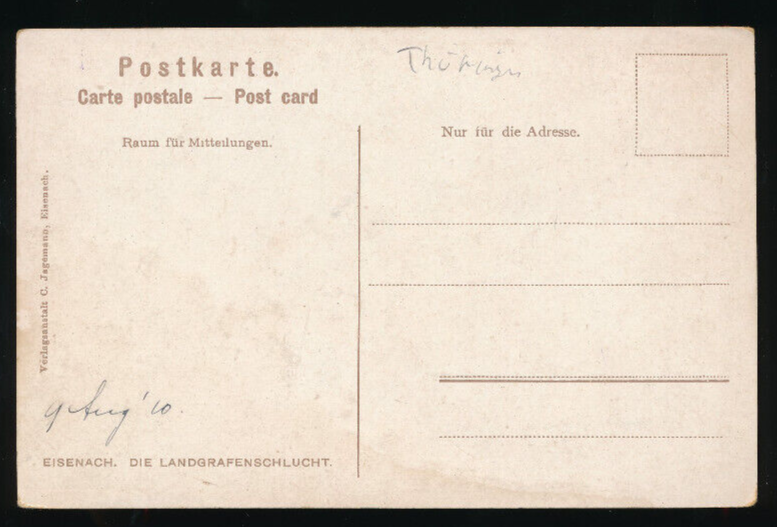 Postkarte.
Carte postale — Post card
Raum für Mitteilungen.
Nur für die Adresse.
Verlagsanstalt C. Jagemann, Eisenach.
9 Aug '10.
EISENACH. DIE LANDGRAFENSCHLUCHT.